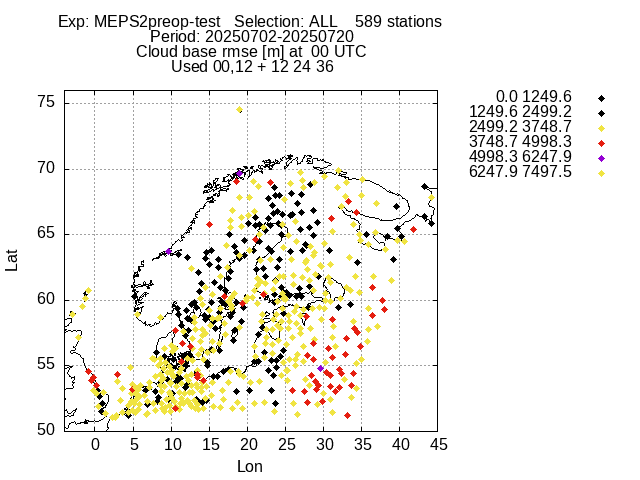 Exp: MEPS2preop-test   Selection: ALL    589 stations
Period: 20250702-20250720
Cloud base rmse [m] at  00 UTC
Used 00,12 + 12 24 36
0.0 1249.6
1249.6 2499.2
2499.2 3748.7
3748.7 4998.3
4998.3 6247.9
6247.9 7497.5
75
70
65
60
55
50
Lat
0 5 10 15 20 25 30 35 40 45
Lon